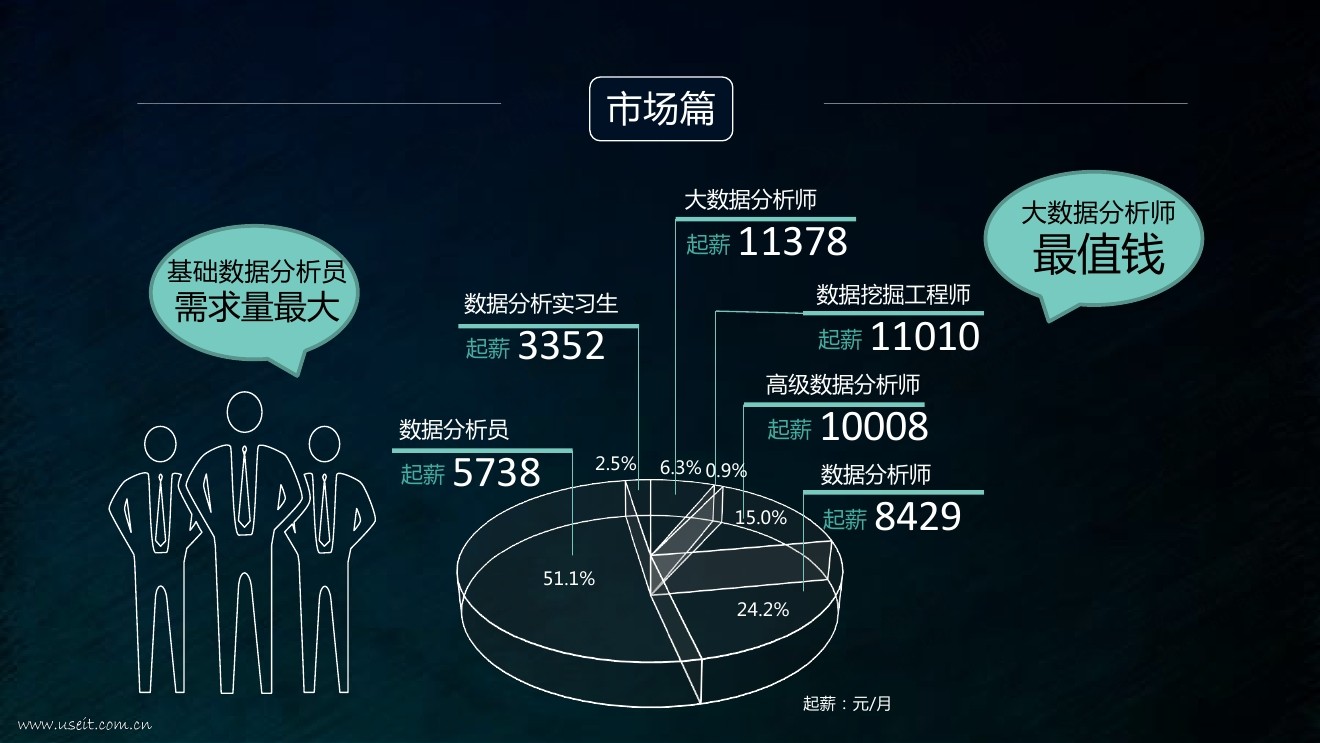 市场篇
大数据分析师
起薪 11378
大数据分析师
最值钱
基础数据分析员
需求量最大
数据分析实习生
起薪 3352
数据挖掘工程师
起薪 11010
高级数据分析师
起薪 10008
数据分析员
起薪 5738
数据分析师
起薪 8429
2.5%
6.3%
0.9%
15.0%
51.1%
24.2%
起薪：元/月
www.useit.com.cn